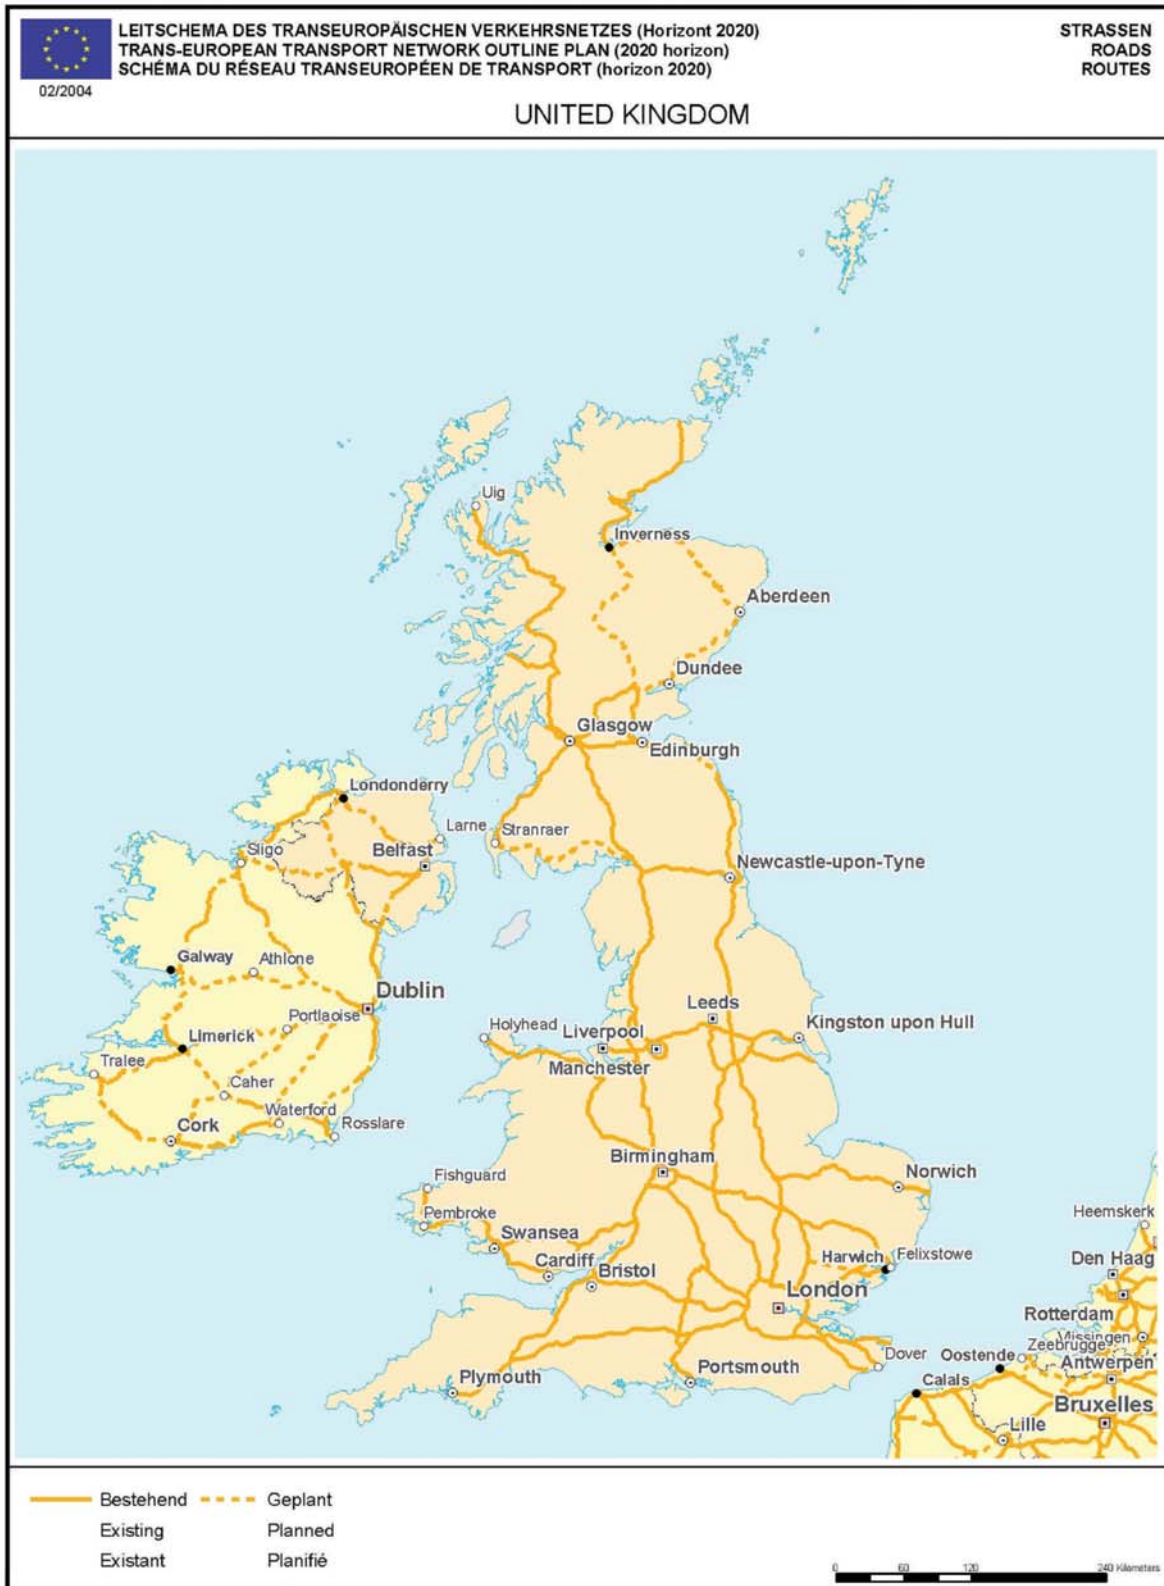 LEITSCHEMA DES TRANSEUROPÄISCHEN VERKEHRSNETZES (Horizont 2020)
TRANS-EUROPEAN TRANSPORT NETWORK OUTLINE PLAN (2020 horizon)
SCHÉMA DU RÉSEAU TRANSEUROPÉEN DE TRANSPORT (horizon 2020)
STRASSEN
ROADS
ROUTES
02/2004
UNITED KINGDOM
Uig
Inverness
Aberdeen
Dundee
Glasgow
Edinburgh
Londonderry
Larne
Stranraer
Sligo
Belfast
Newcastle-upon-Tyne
Galway
Athlone
Dublin
Leeds
Portlaoise
Holyhead
Liverpool
Kingston upon Hull
Limerick
Manchester
Tralee
Caher
Waterford
Cork
Rosslare
Birmingham
Norwich
Fishguard
Pembroke
Heemskerk
Swansea
Harwich
Felixstowe
Den Haag
Cardiff
Bristol
London
Rotterdam
Vlissingen
Zeebrugge
Dover
Oostende
Antwerpen
Portsmouth
Plymouth
Calais
Bruxelles
Lille
Bestehend
Geplant
Existing
Planned
Existant
Planifié
0 60 120 240 Kilometers